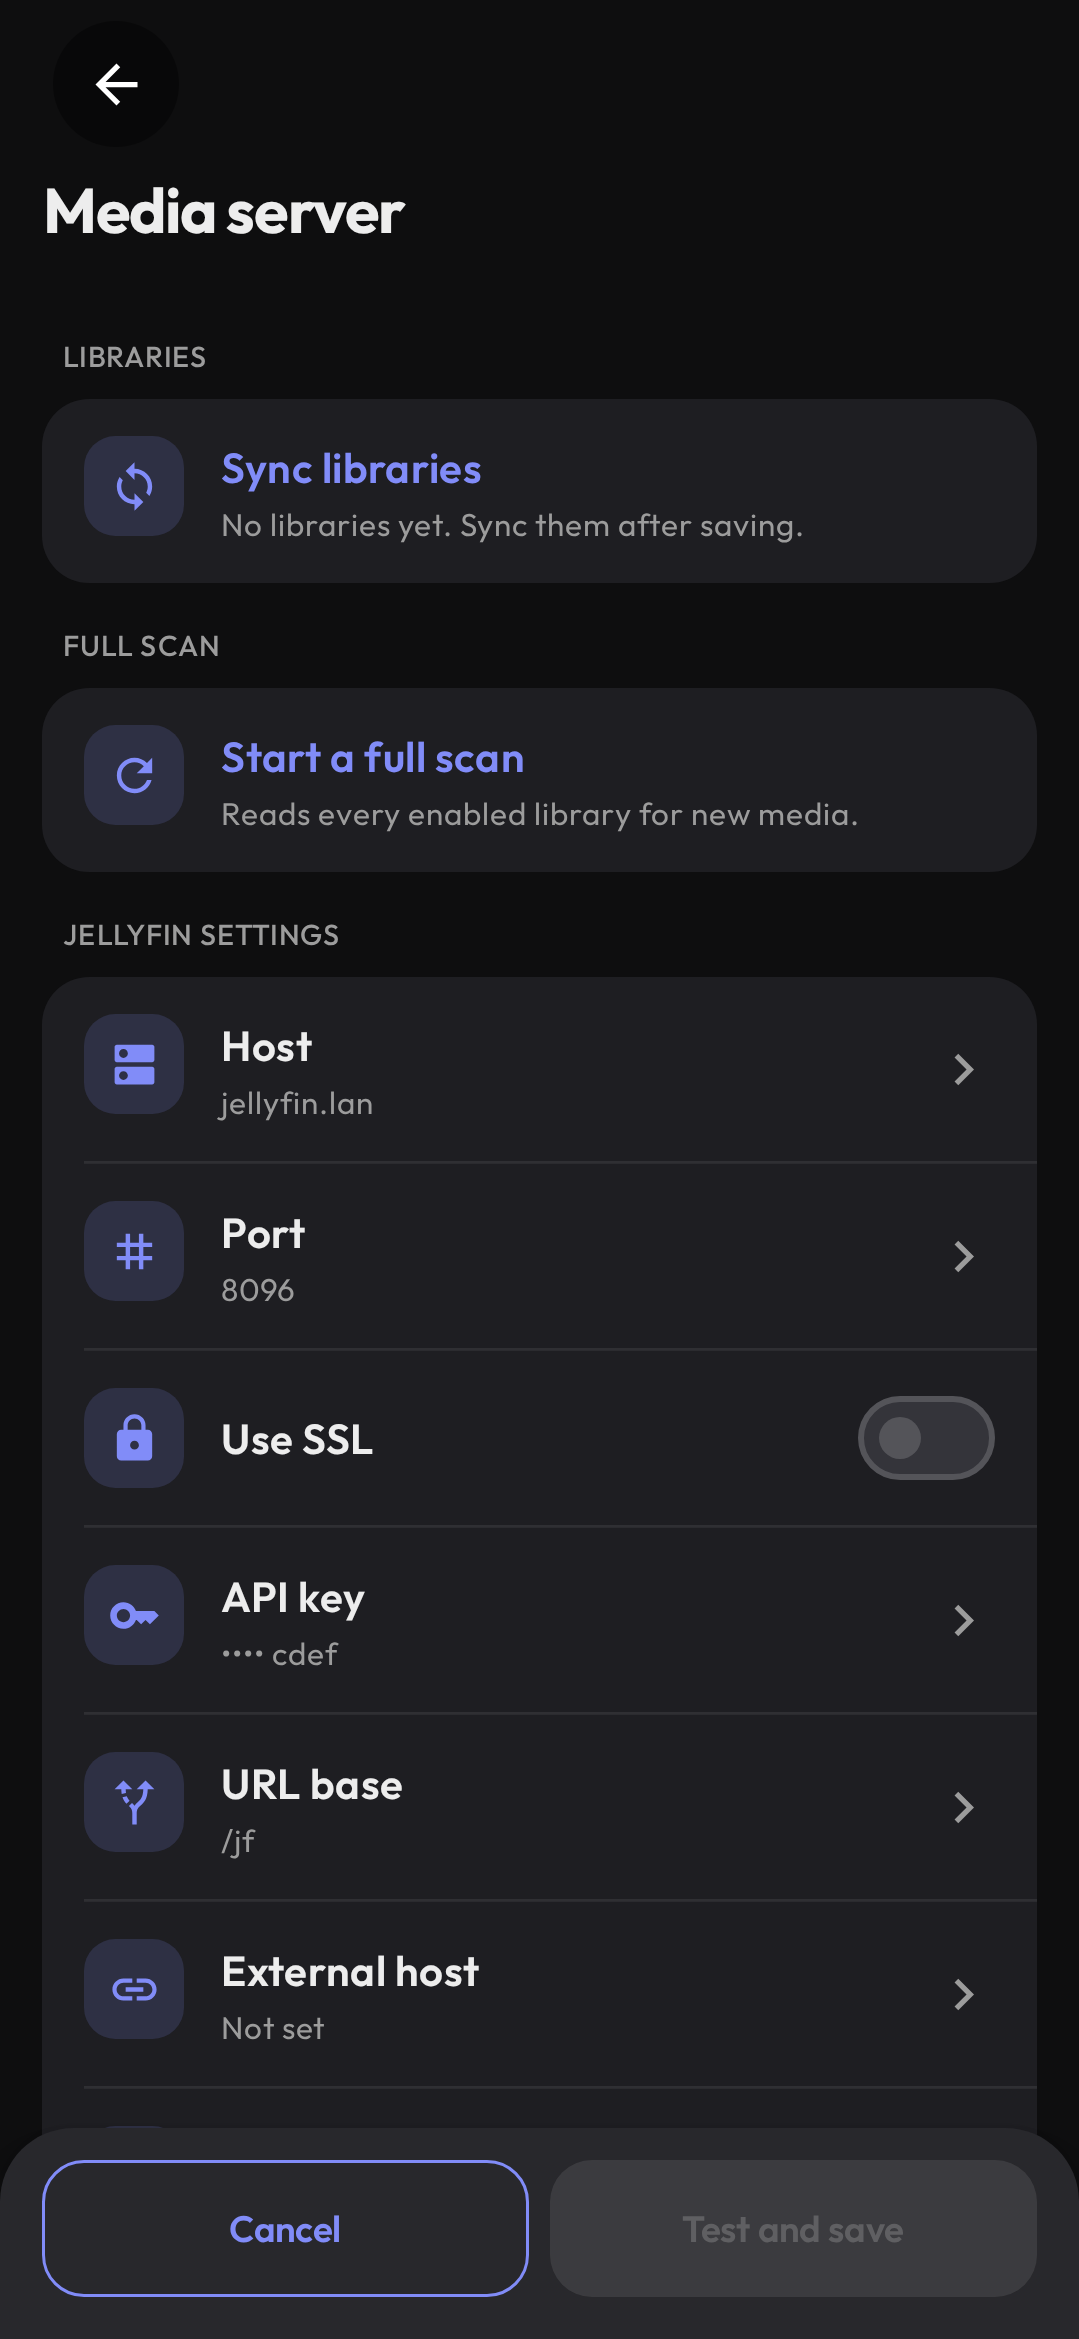 Media server
LIBRARIES
Sync libraries
No libraries yet. Sync them after saving.
FULL SCAN
Start a full scan
Reads every enabled library for new media.
JELLYFIN SETTINGS
Host
jellyfin.lan
Port
8096
Use SSL
API key
•••• cdef
URL base
/jf
External host
Not set
Cancel
Test and save